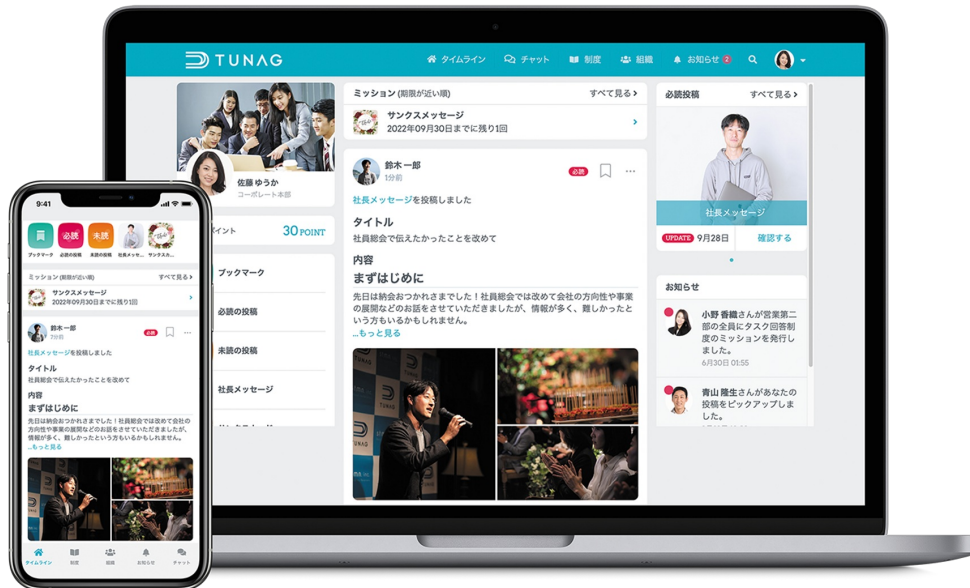 TUNAG
タイムライン
チャット
制度
組織
お知らせ 2
佐藤 ゆうか
コーポレート本部
イント
30 POINT
ブックマーク
必読の投稿
未読の投稿
社長メッセージ
ミッション (期限が近い順)
すべて見る
サンクスメッセージ
2022年09月30日までに残り1回
鈴木 一郎
1分前
必読
社長メッセージを投稿しました
タイトル
社員総会で伝えたかったことを改めて
内容
まずはじめに
先日は納会おつかれさまでした！社員総会では改めて会社の方向性や事業
の展開などのお話をさせていただきましたが、情報が多く、難しかったと
いう方もいるかもしれません。
...もっと見る
TUNAG
必読投稿
すべて見る
社長メッセージ
UPDATE 9月28日
確認する
お知らせ
小野 香織さんが営業第二
部の全員にタスク回答制
度のミッションを発行し
ました。
6月30日 01:55
青山 隆生さんがあなたの
投稿をピックアップしま
した。
9:41
必読
未読
ブックマーク
必読の投稿
未読の投稿
社長メッセ...
サンクスカ...
ミッション (期限が近い順)
すべて見る
サンクスメッセージ
2022年09月30日までに残り1回
鈴木 一郎
必読
社長メッセージを投稿しました
タイトル
社員総会で伝えたかったことを改めて
内容
まずはじめに
先日は納会おつかれさまでした！社員総会では改めて会社の
方向性や事業の展開などのお話をさせていただきましたが、
情報が多く、難しかったという方もいるかもしれません。
...もっと見る
タイムライン
制度
組織
お知らせ
チャット